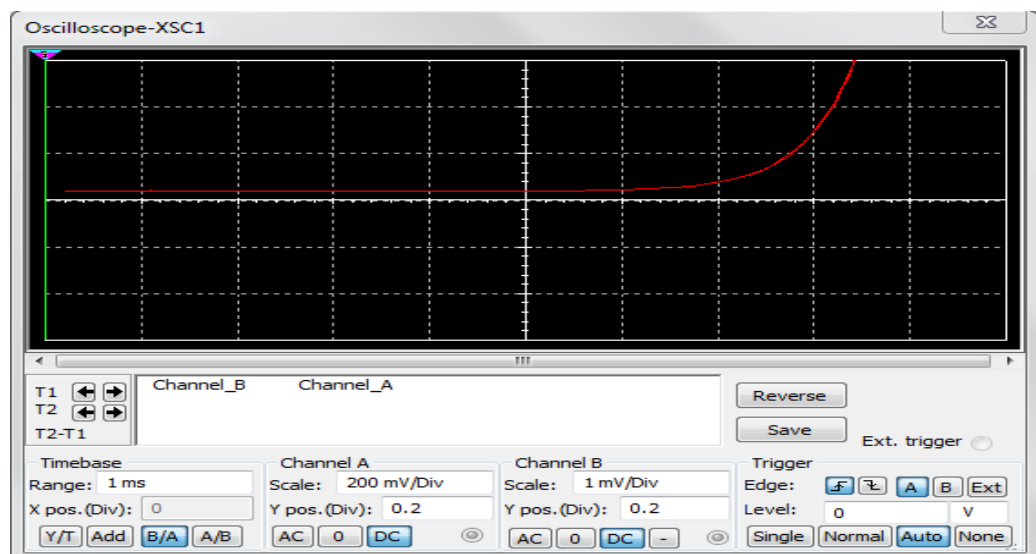 Oscilloscope-XSC1
T1 Channel_B Channel_A
T2
T2-T1
Reverse
Save
Ext. trigger
Timebase
Range: 1 ms
X pos.(Div): 0
Y/T Add B/A A/B
Channel A
Scale: 200 mV/Div
Y pos.(Div): 0.2
AC 0 DC
Channel B
Scale: 1 mV/Div
Y pos.(Div): 0.2
AC 0 DC -
Trigger
Edge: A B Ext
Level: 0 V
Single Normal Auto None